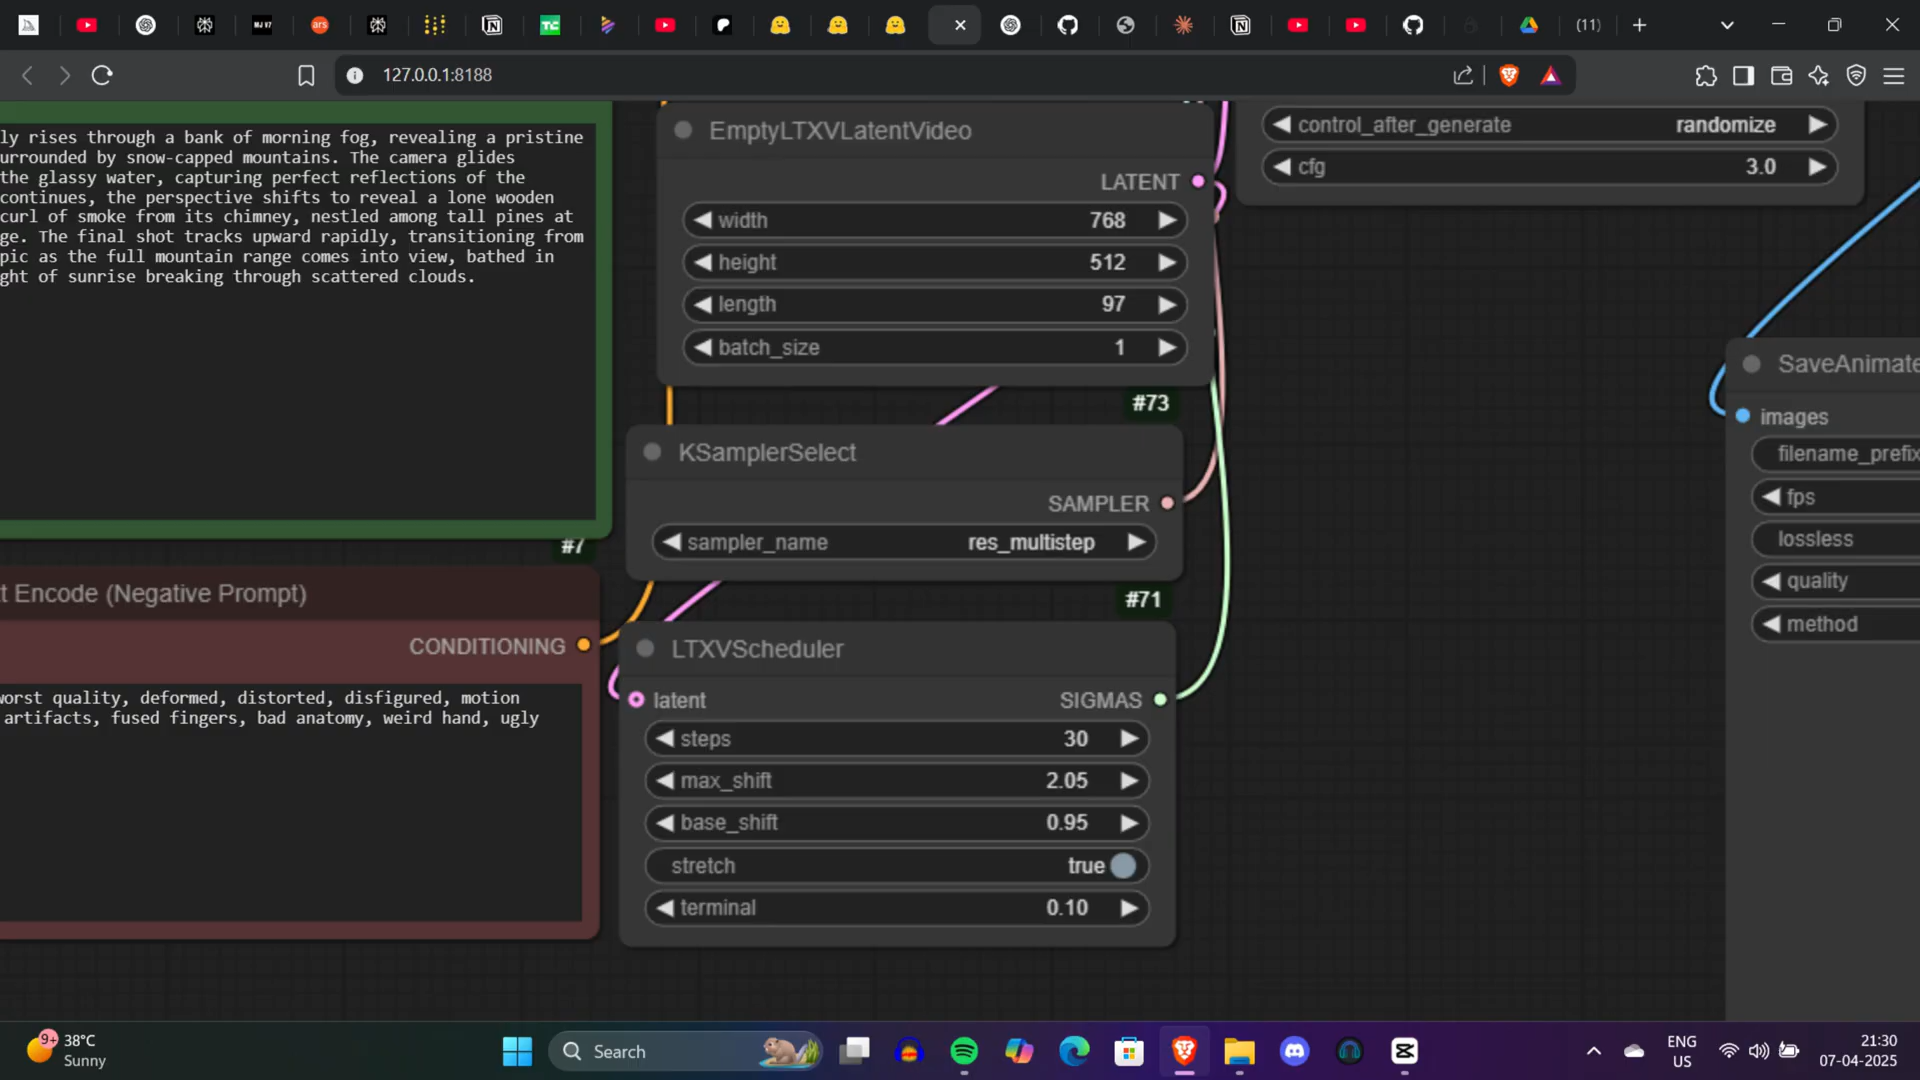 MJ V7
ars
TC
(11)
127.0.0.1:8188
ly rises through a bank of morning fog, revealing a pristine
urrounded by snow-capped mountains. The camera glides
the glassy water, capturing perfect reflections of the
continues, the perspective shifts to reveal a lone wooden
curl of smoke from its chimney, nestled among tall pines at
ge. The final shot tracks upward rapidly, transitioning from
pic as the full mountain range comes into view, bathed in
ght of sunrise breaking through scattered clouds.
#7
t Encode (Negative Prompt)
CONDITIONING
worst quality, deformed, distorted, disfigured, motion
artifacts, fused fingers, bad anatomy, weird hand, ugly
EmptyLTXVLatentVideo
LATENT
width 768
height 512
length 97
batch_size 1
#73
KSamplerSelect
SAMPLER
sampler_name res_multistep
#71
LTXVScheduler
latent SIGMAS
steps 30
max_shift 2.05
base_shift 0.95
stretch true
terminal 0.10
control_after_generate randomize
cfg 3.0
SaveAnimate
images
filename_prefix
fps
lossless
quality
method
9+
38°C
Sunny
Search
ENG
US
21:30
07-04-2025